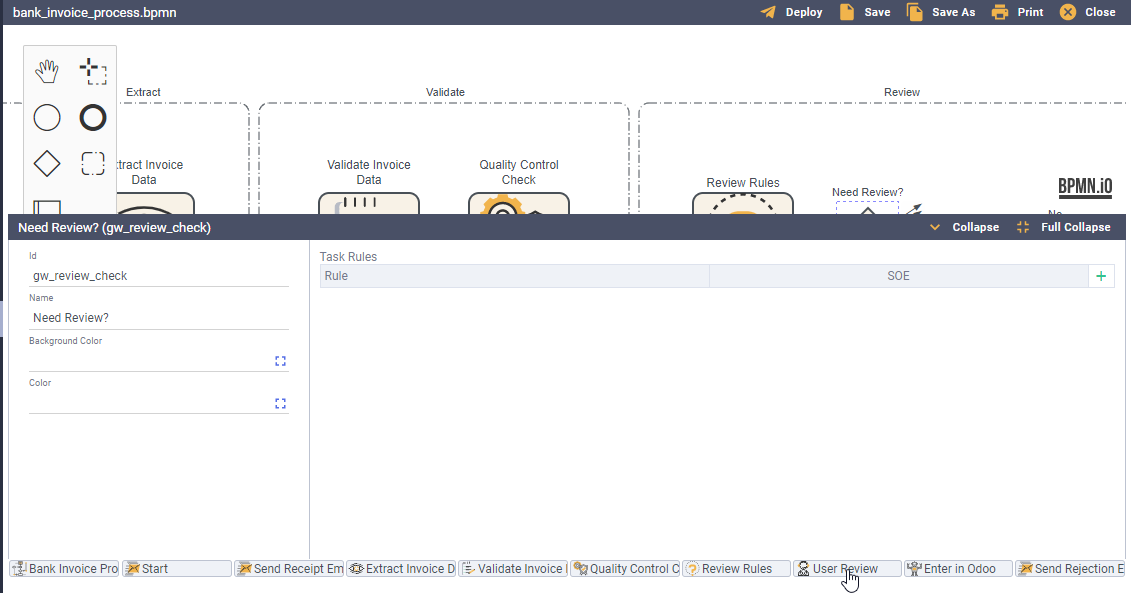 bank_invoice_process.bpmn
Deploy
Save
Save As
Print
Close
Extract
Validate
Review
Invoice
Data
Validate Invoice
Data
Quality Control
Check
Review Rules
Need Review?
BPMN.iO
No
Need Review? (gw_review_check)
Collapse
Full Collapse
Id
gw_review_check
Name
Need Review?
Background Color
Color
Task Rules
Rule
SOE
+
Bank Invoice Pro
Start
Send Receipt Em
Extract Invoice D
Validate Invoice
Quality Control C
Review Rules
User Review
Enter in Odoo
Send Rejection E